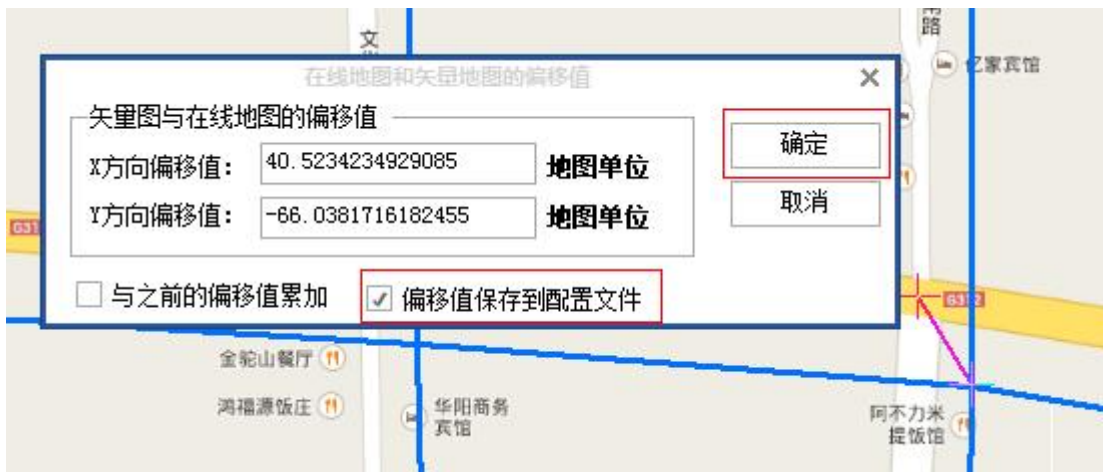 路
文
亿家宾馆
在线地图和矢量地图的偏移值
矢量图与在线地图的偏移值
X方向偏移值：
40.5234234929085
地图单位
确定
Y方向偏移值：
-66.0381716182455
地图单位
取消
与之前的偏移值累加
偏移值保存到配置文件
G312
金驼山餐厅
鸿福源饭庄
华阳商务
宾馆
阿不力米
提饭馆